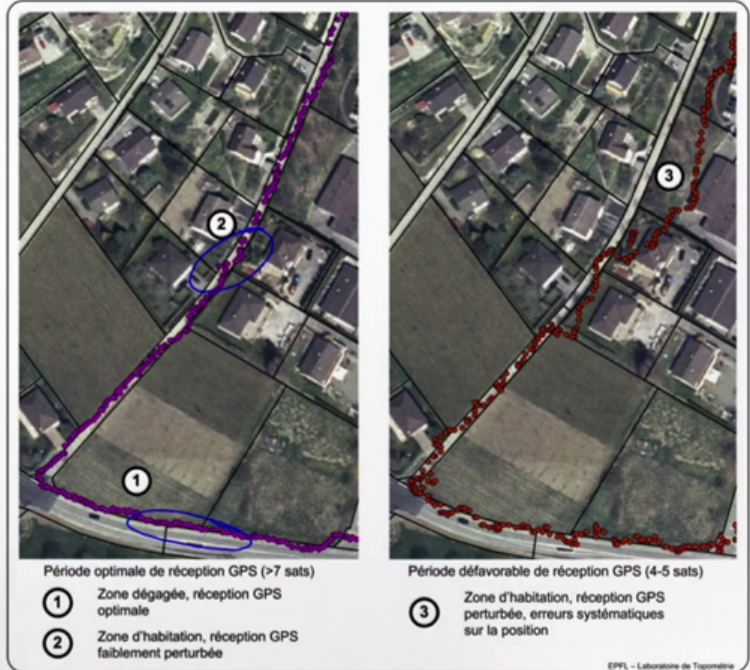 2
1
3
Période optimale de réception GPS (>7 sats)
1
Zone dégagée, réception GPS
optimale
2
Zone d'habitation, réception GPS
faiblement perturbée
Période défavorable de réception GPS (4-5 sats)
3
Zone d'habitation, réception GPS
perturbée, erreurs systématiques
sur la position
EPFL – Laboratoire de Topométrie